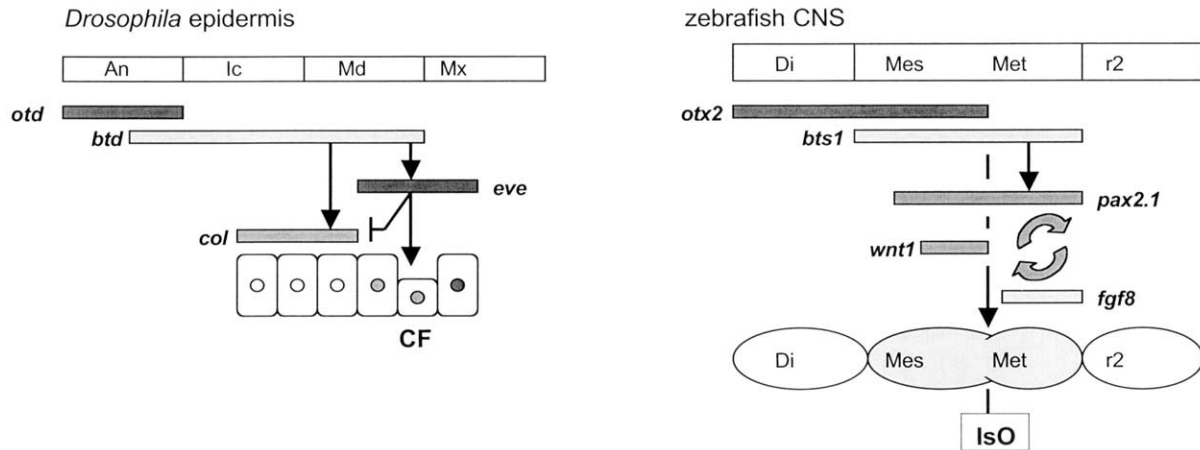 Drosophila epidermis
An Ic Md Mx
otd
btd
eve
col
CF
zebrafish CNS
Di Mes Met r2
otx2
bts1
pax2.1
wnt1
fgf8
Di Mes Met r2
IsO